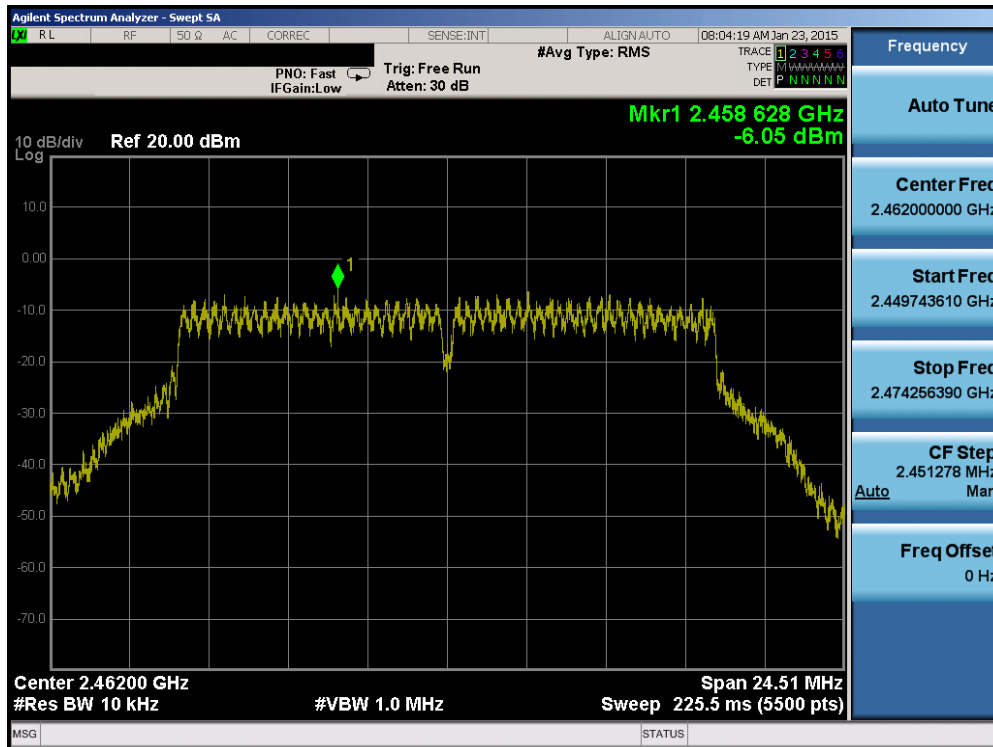 Agilent Spectrum Analyzer - Swept SA
LXI RL RF 50 Ω AC CORREC SENSE:INT ALIGN AUTO 08:04:19 AM Jan 23, 2015
#Avg Type: RMS
TRACE 1 2 3 4 5 6
PNO: Fast Trig: Free Run
TYPE M W W W W W
IFGain:Low Atten: 30 dB
DET P N N N N N
Mkr1 2.458 628 GHz
-6.05 dBm
10 dB/div Ref 20.00 dBm
Log
1
10.0
0.00
-10.0
-20.0
-30.0
-40.0
-50.0
-60.0
-70.0
Center 2.46200 GHz Span 24.51 MHz
#Res BW 10 kHz #VBW 1.0 MHz Sweep 225.5 ms (5500 pts)
MSG STATUS
Frequency
Auto Tune
Center Freq
2.462000000 GHz
Start Freq
2.449743610 GHz
Stop Freq
2.474256390 GHz
CF Step
2.451278 MHz
Auto Man
Freq Offset
0 Hz